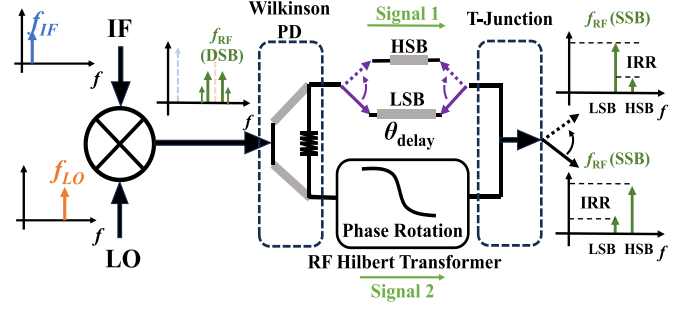 f_IF
f
IF
f_RF
(DSB)
f
Wilkinson
PD
Signal 1
HSB
LSB
θ_delay
T-Junction
f_RF (SSB)
IRR
LSB
HSB
f
f_LO
f
LO
Phase Rotation
RF Hilbert Transformer
Signal 2
f_RF (SSB)
IRR
LSB
HSB
f